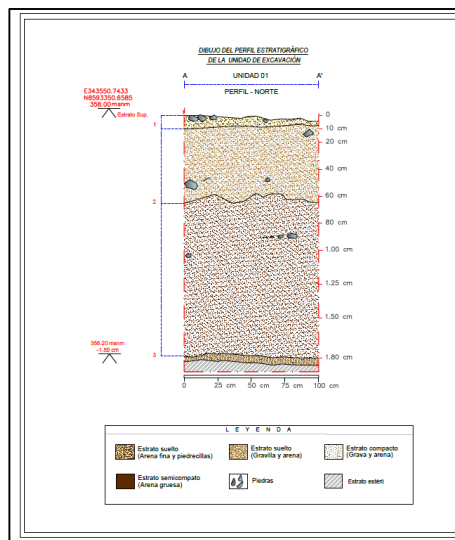 DIBUJO DEL PERFIL ESTRATIGRÁFICO
DE LA UNIDAD DE EXCAVACIÓN
A UNIDAD 01 A'
PERFIL - NORTE
E343550.7433
N8593350.6585
358.00manm
Estrato Sup.
1
2
3
0
10 cm
20 cm
40 cm
60 cm
80 cm
1.00 cm
1.25 cm
1.50 cm
1.80 cm
356.20 manm
-1.80 cm
0 25 cm 50 cm 75 cm 100 cm
L E Y E N D A
Estrato suelto
(Arena fina y piedrecillas)
Estrato suelto
(Gravilla y arena)
Estrato compacto
(Grava y arena)
Estrato semicompato
(Arena gruesa)
Piedras
Estrato estéril